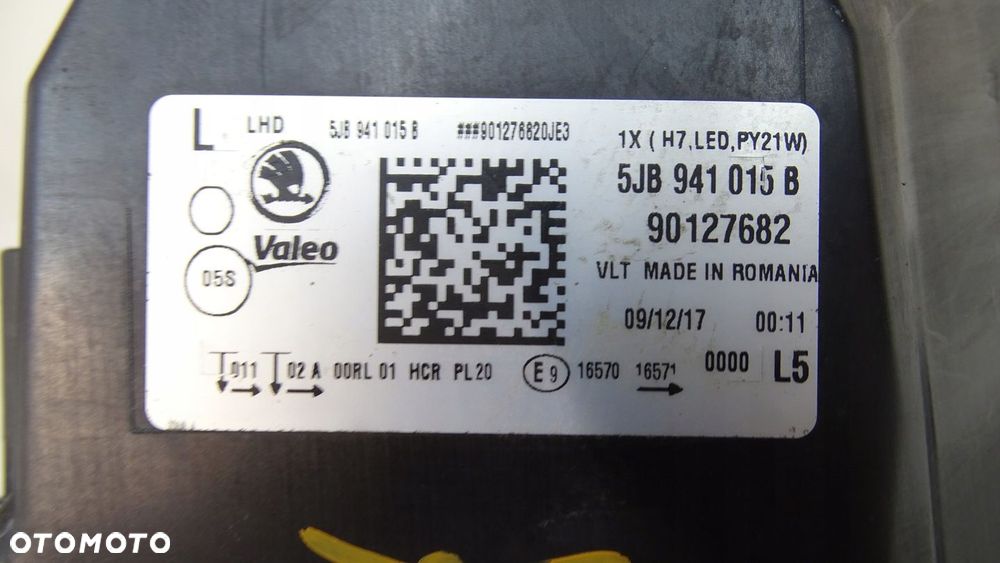 L LHD 5JB 941 015 B ###901276820JE3
1X ( H7,LED,PY21W)
5JB 941 015 B
90127682
Valeo
05S
VLT MADE IN ROMANIA
09/12/17 00:11
011 02 A 00RL 01 HCR PL20 E9 16570 16571 0000 L5
OTOMOTO